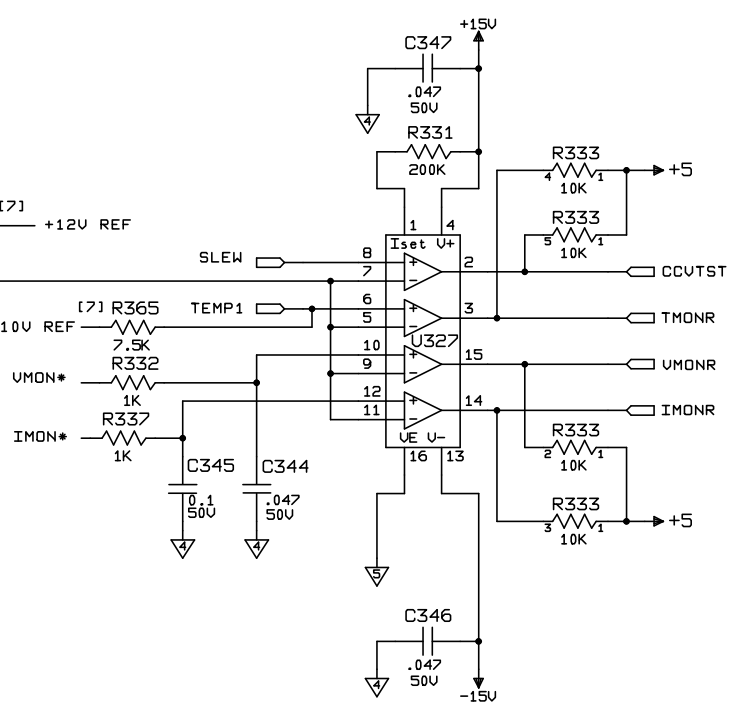 +15V
C347
.047
50V
4
R331
200K
R333
4 1
+5
10K
[7]
+12V REF
1 4
Iset V+
R333
5 1
10K
SLEW
8
7
+
-
2
CCVTST
[7] R365
TEMP1
6
5
+
-
3
TMONR
10V REF
7.5K
U327
R332
10
9
+
-
15
VMONR
VMON*
1K
R337
12
11
+
-
14
IMONR
IMON*
1K
VE V-
16 13
R333
2 1
10K
C345
0.1
50V
C344
.047
50V
4
4
R333
3 1
+5
10K
5
C346
.047
50V
4
-15V